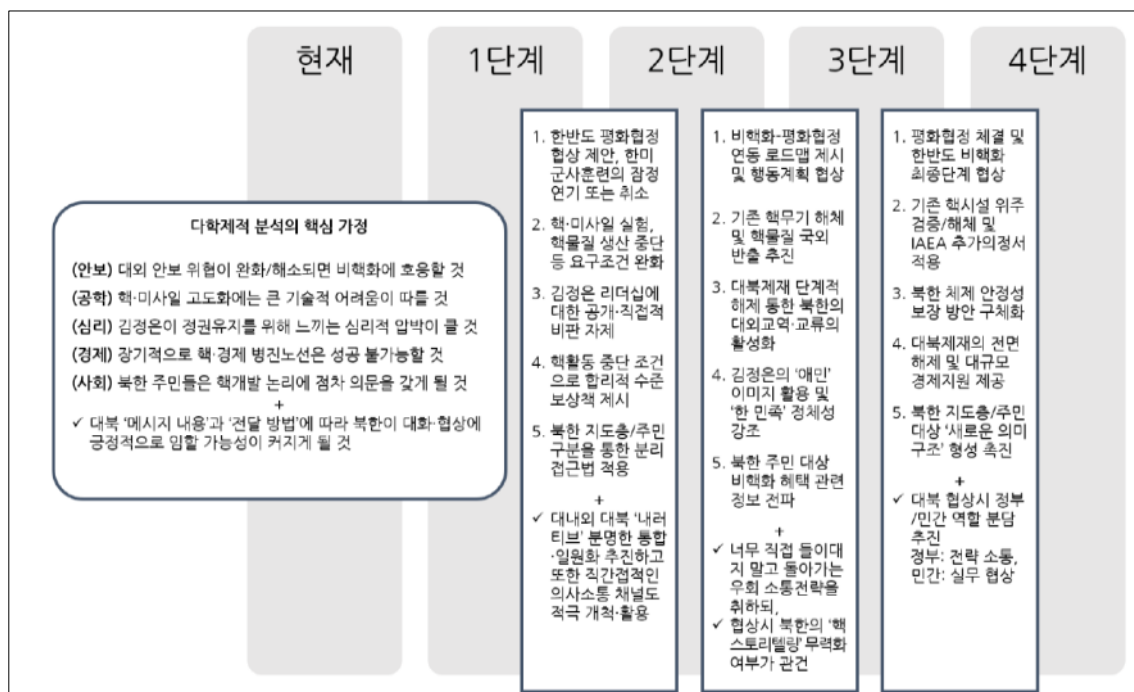 현재
1단계
2단계
3단계
4단계
다학제적 분석의 핵심 가정
(안보) 대외 안보 위협이 완화/해소되면 비핵화에 호응할 것
(공학) 핵·미사일 고도화에는 큰 기술적 어려움이 따를 것
(심리) 김정은이 정권유지를 위해 느끼는 심리적 압박이 클 것
(경제) 장기적으로 핵·경제 병진노선은 성공 불가능할 것
(사회) 북한 주민들은 핵개발 논리에 점차 의문을 갖게 될 것
+
✓ 대북 '메시지 내용'과 '전달 방법'에 따라 북한이 대화·협상에
긍정적으로 임할 가능성이 커지게 될 것
1. 한반도 평화협정
협상 제안, 한미
군사훈련의 잠정
연기 또는 취소
2. 핵·미사일 실험,
핵물질 생산 중단
등 요구조건 완화
3. 김정은 리더십에
대한 공개·직접적
비판 자제
4. 핵활동 중단 조건
으로 합리적 수준
보상책 제시
5. 북한 지도층/주민
구분을 통한 분리
접근법 적용
+
✓ 대내외 대북 '내러
티브' 분명한 통합
·일원화 추진하고
또한 직간접적인
의사소통 채널도
적극 개척·활용
1. 비핵화-평화협정
연동 로드맵 제시
및 행동계획 협상
2. 기존 핵무기 해체
및 핵물질 국외
반출 추진
3. 대북제재 단계적
해제 통한 북한의
대외교역·교류의
활성화
4. 김정은의 '애민'
이미지 활용 및
'한 민족' 정체성
강조
5. 북한 주민 대상
비핵화 혜택 관련
정보 전파
+
✓ 너무 직접 들이대
지 말고 돌아가는
우회 소통전략을
취하되,
✓ 협상시 북한의 '핵
스토리텔링' 무력화
여부가 관건
1. 평화협정 체결 및
한반도 비핵화
최종단계 협상
2. 기존 핵시설 위주
검증/해체 및
IAEA 추가의정서
적용
3. 북한 체제 안정성
보장 방안 구체화
4. 대북제재의 전면
해제 및 대규모
경제지원 제공
5. 북한 지도층/주민
대상 '새로운 의미
구조' 형성 촉진
+
✓ 대북 협상시 정부
/민간 역할 분담
추진
정부: 전략 소통,
민간: 실무 협상